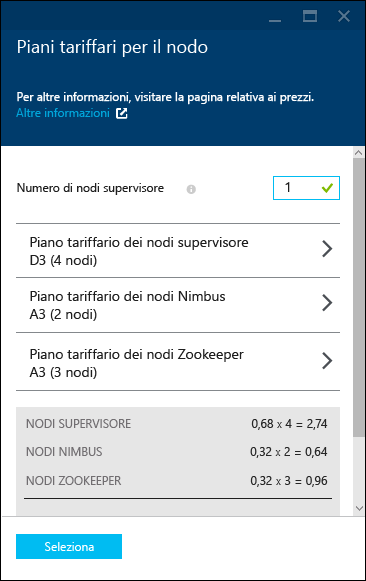 Piani tariffari per il nodo
Per altre informazioni, visitare la pagina relativa ai prezzi.
Altre informazioni
Numero di nodi supervisore 1
Piano tariffario dei nodi supervisore
D3 (4 nodi)
Piano tariffario dei nodi Nimbus
A3 (2 nodi)
Piano tariffario dei nodi Zookeeper
A3 (3 nodi)
NODI SUPERVISORE 0,68 x 4 = 2,74
NODI NIMBUS 0,32 x 2 = 0,64
NODI ZOOKEEPER 0,32 x 3 = 0,96
Seleziona